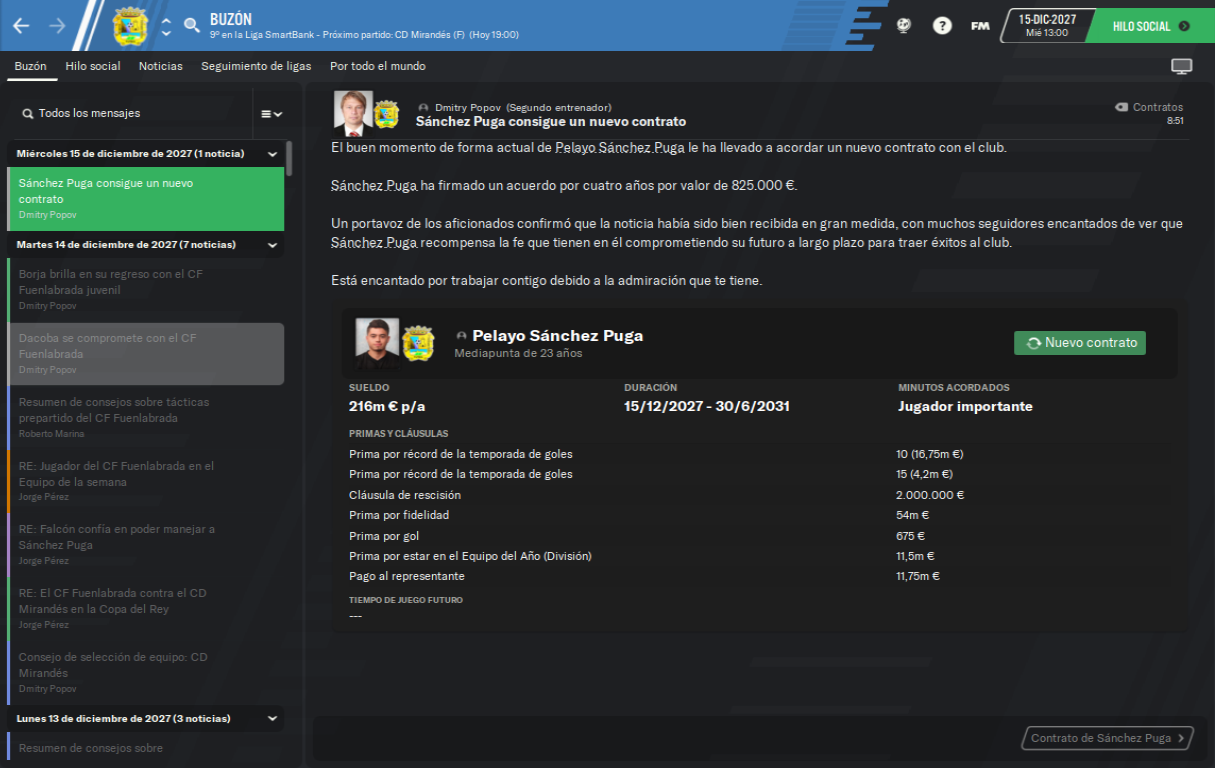 BUZÓN
9º en la Liga SmartBank - Próximo partido: CD Mirandés (F) (Hoy 19:00)
?
FM
15-DIC-2027
Mié 13:00
HILO SOCIAL
Buzón
Hilo social
Noticias
Seguimiento de ligas
Por todo el mundo
Todos los mensajes
Miércoles 15 de diciembre de 2027 (1 noticia)
Sánchez Puga consigue un nuevo
contrato
Dmitry Popov
Martes 14 de diciembre de 2027 (7 noticias)
Borja brilla en su regreso con el CF
Fuenlabrada juvenil
Dmitry Popov
Dacoba se compromete con el CF
Fuenlabrada
Dmitry Popov
Resumen de consejos sobre tácticas
prepartido del CF Fuenlabrada
Roberto Marina
RE: Jugador del CF Fuenlabrada en el
Equipo de la semana
Jorge Pérez
RE: Falcón confía en poder manejar a
Sánchez Puga
Jorge Pérez
RE: El CF Fuenlabrada contra el CD
Mirandés en la Copa del Rey
Jorge Pérez
Consejo de selección de equipo: CD
Mirandés
Dmitry Popov
Lunes 13 de diciembre de 2027 (3 noticias)
Resumen de consejos sobre
Dmitry Popov (Segundo entrenador)
Sánchez Puga consigue un nuevo contrato
Contratos
8:51
El buen momento de forma actual de Pelayo Sánchez Puga le ha llevado a acordar un nuevo contrato con el club.
Sánchez Puga ha firmado un acuerdo por cuatro años por valor de 825.000 €.
Un portavoz de los aficionados confirmó que la noticia había sido bien recibida en gran medida, con muchos seguidores encantados de ver que
Sánchez Puga recompensa la fe que tienen en él comprometiendo su futuro a largo plazo para traer éxitos al club.
Está encantado por trabajar contigo debido a la admiración que te tiene.
Pelayo Sánchez Puga
Mediapunta de 23 años
Nuevo contrato
SUELDO
216m € p/a
DURACIÓN
15/12/2027 - 30/6/2031
MINUTOS ACORDADOS
Jugador importante
PRIMAS Y CLÁUSULAS
Prima por récord de la temporada de goles 10 (16,75m €)
Prima por récord de la temporada de goles 15 (4,2m €)
Cláusula de rescisión 2.000.000 €
Prima por fidelidad 54m €
Prima por gol 675 €
Prima por estar en el Equipo del Año (División) 11,5m €
Pago al representante 11,75m €
TIEMPO DE JUEGO FUTURO
---
Contrato de Sánchez Puga